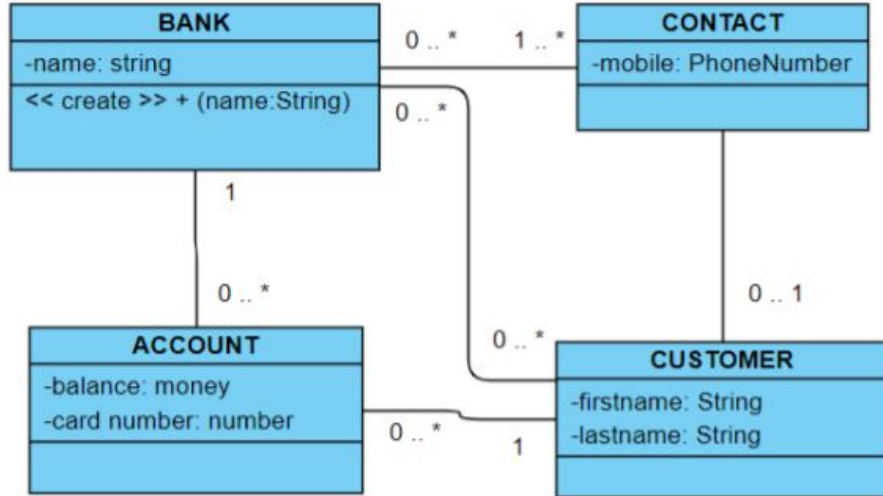 BANK
-name: string
<< create >> + (name:String)
0 .. *
1 .. *
CONTACT
-mobile: PhoneNumber
0 .. *
1
0 .. *
0 .. 1
0 .. *
ACCOUNT
-balance: money
-card number: number
0 .. *
1
CUSTOMER
-firstname: String
-lastname: String